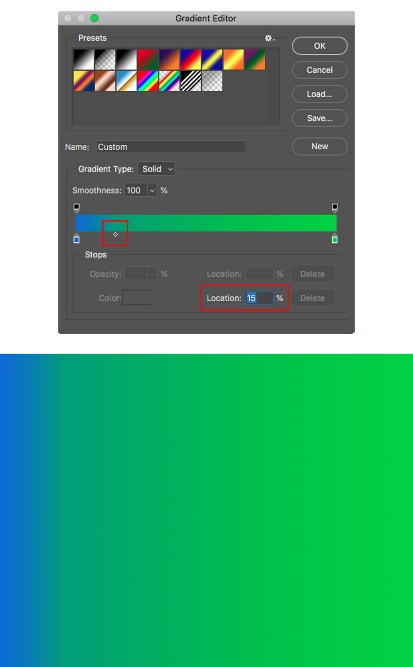 Gradient Editor
Presets
OK
Cancel
Load...
Save...
Name: Custom
New
Gradient Type: Solid
Smoothness: 100 %
Stops
Opacity: % Location: % Delete
Color: Location: 15 % Delete